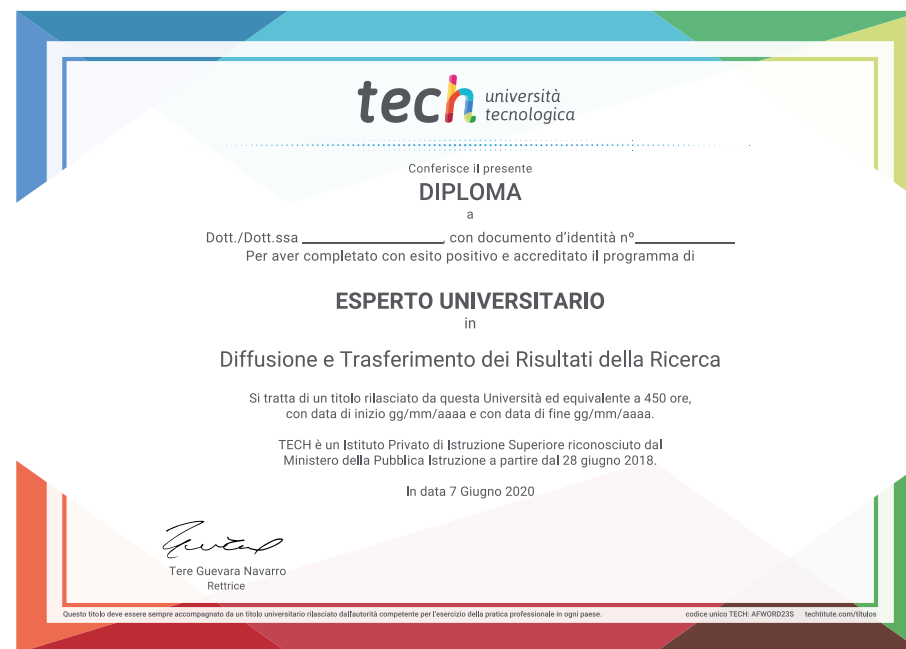 tech università
tecnologica
Conferisce il presente
DIPLOMA
a
Dott./Dott.ssa ____________________, con documento d'identità nº______________
Per aver completato con esito positivo e accreditato il programma di
ESPERTO UNIVERSITARIO
in
Diffusione e Trasferimento dei Risultati della Ricerca
Si tratta di un titolo rilasciato da questa Università ed equivalente a 450 ore,
con data di inizio gg/mm/aaaa e con data di fine gg/mm/aaaa.
TECH è un Istituto Privato di Istruzione Superiore riconosciuto dal
Ministero della Pubblica Istruzione a partire dal 28 giugno 2018.
In data 7 Giugno 2020
Tere Guevara Navarro
Rettrice
Questo titolo deve essere sempre accompagnato da un titolo universitario rilasciato dall'autorità competente per l'esercizio della pratica professionale in ogni paese.
codice unico TECH: AFWORD23S techtitute.com/títulos